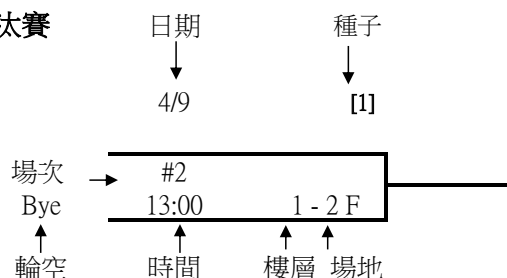 汰賽 日期 種子
4/9 [1]
場次 #2
Bye 13:00 1 - 2 F
輪空 時間 樓層 場地